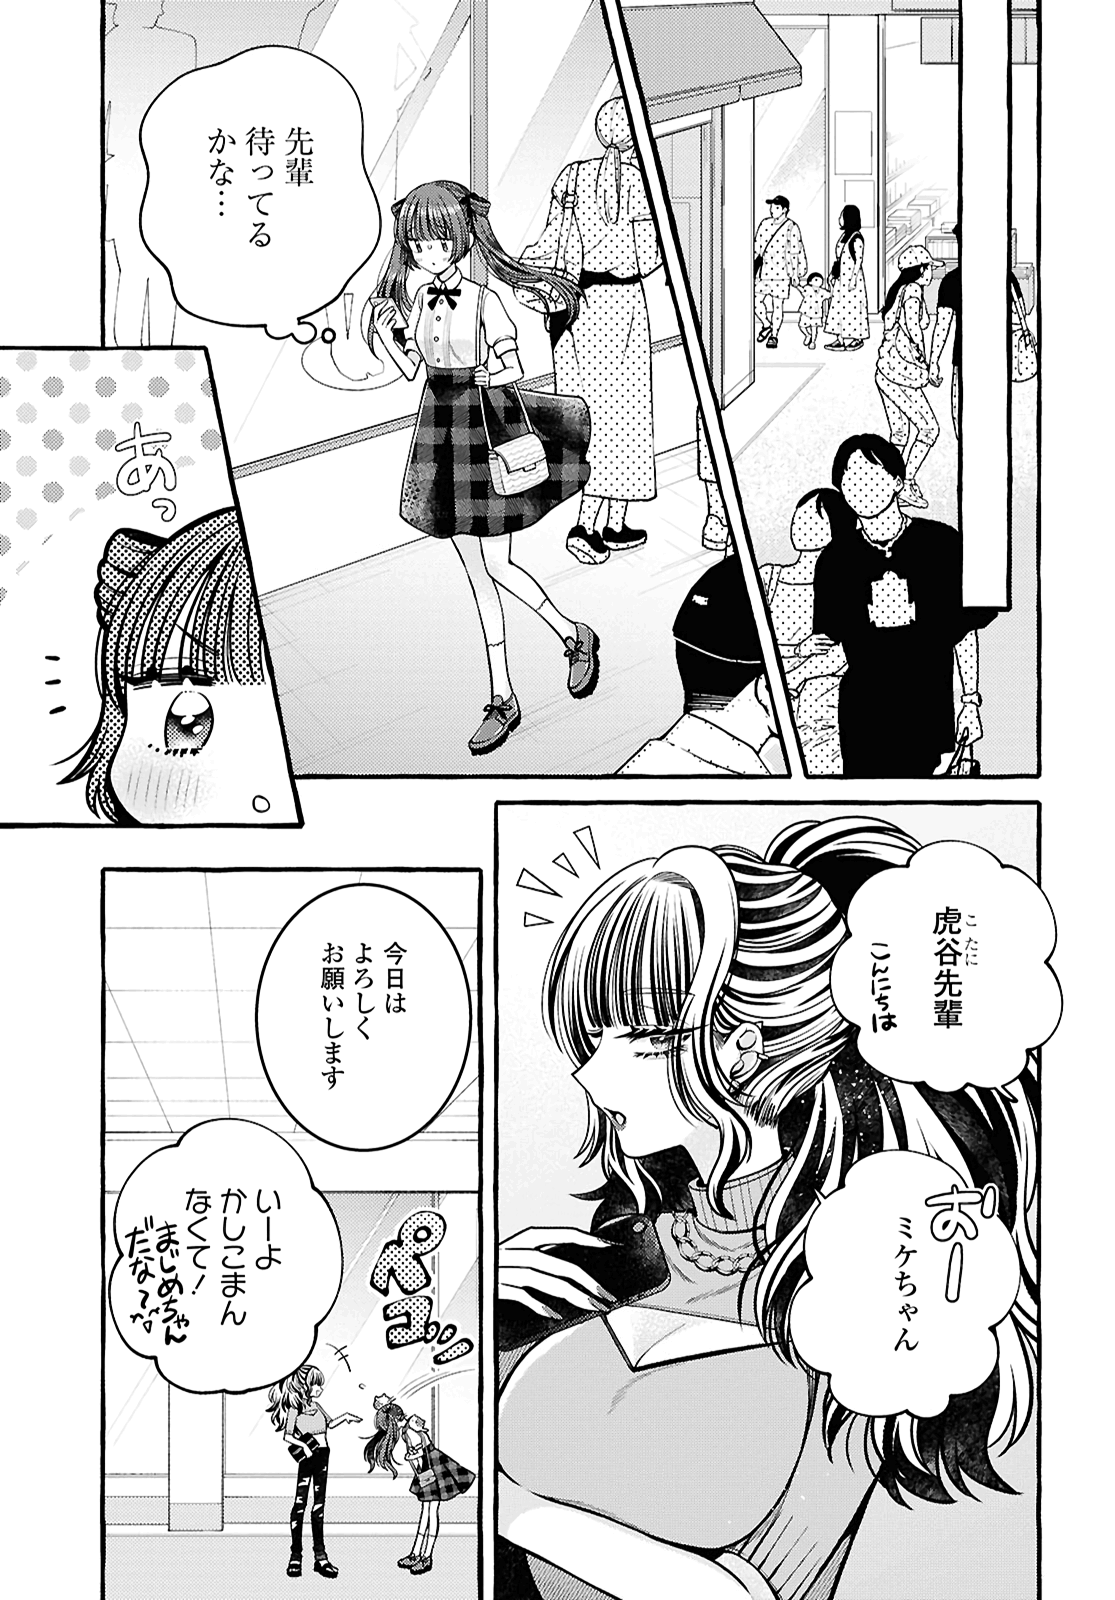 先輩
待ってる
かな…
あっ
虎谷先輩
こたに
こんにちは
おー
ミケちゃん
今日は
よろしく
お願いします
ペコッ
いーよ
かしこまん
なくて!
まじめちゃん
だな〜